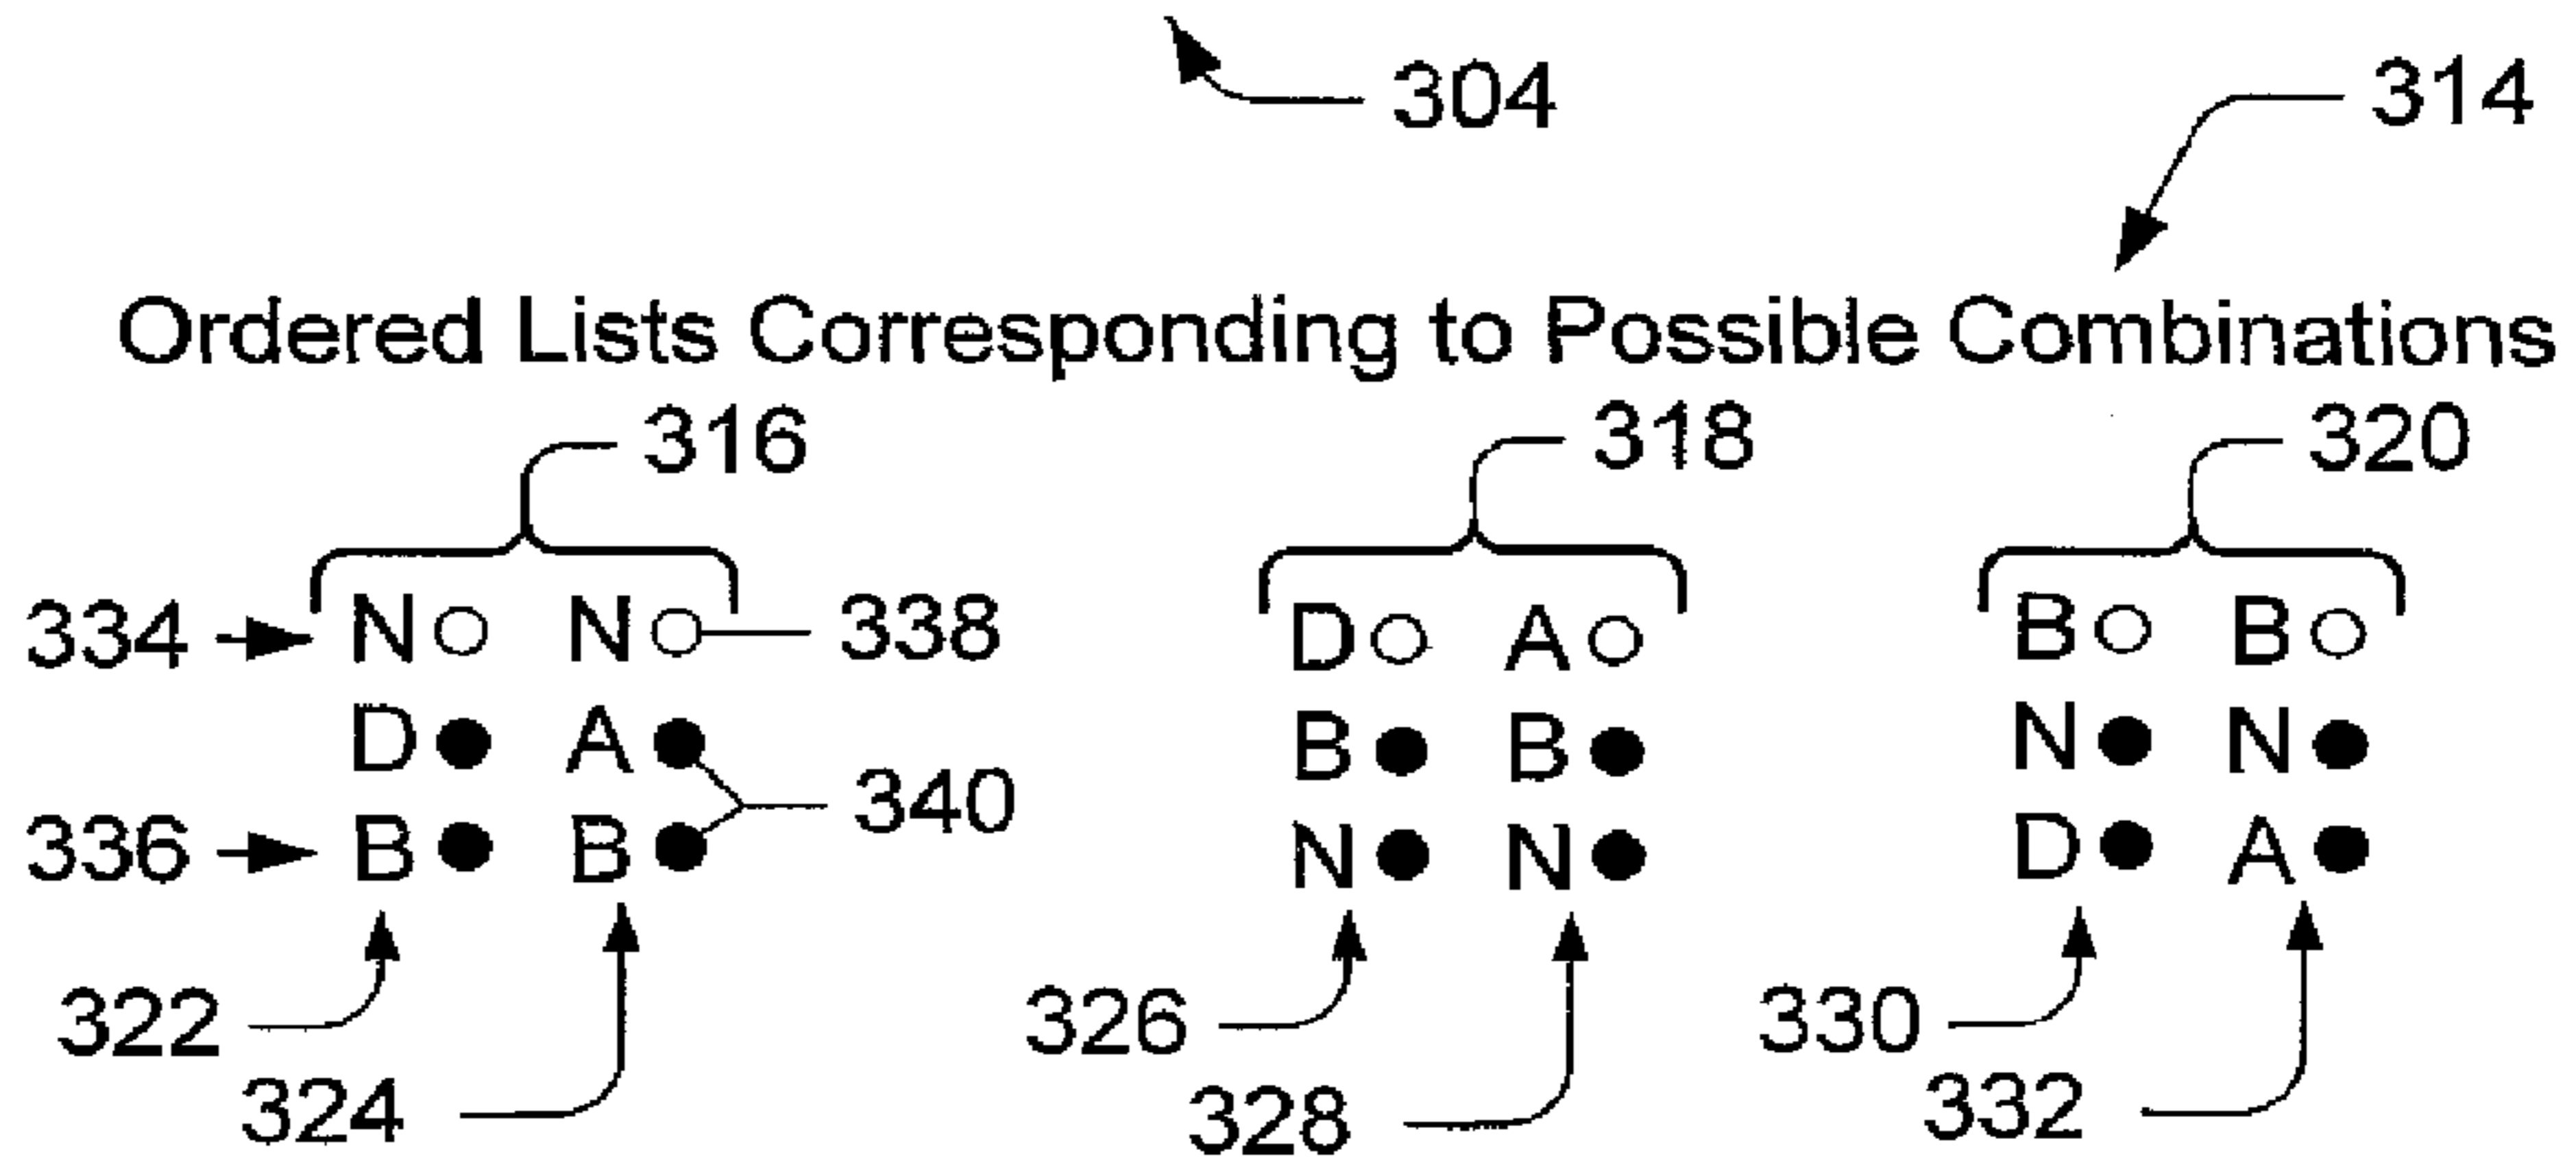 304
314
Ordered Lists Corresponding to Possible Combinations
316 318 320
334 N N 338 D A B B
D A B B N N
340
336 B B N N D A
322 326 330
324 328 332